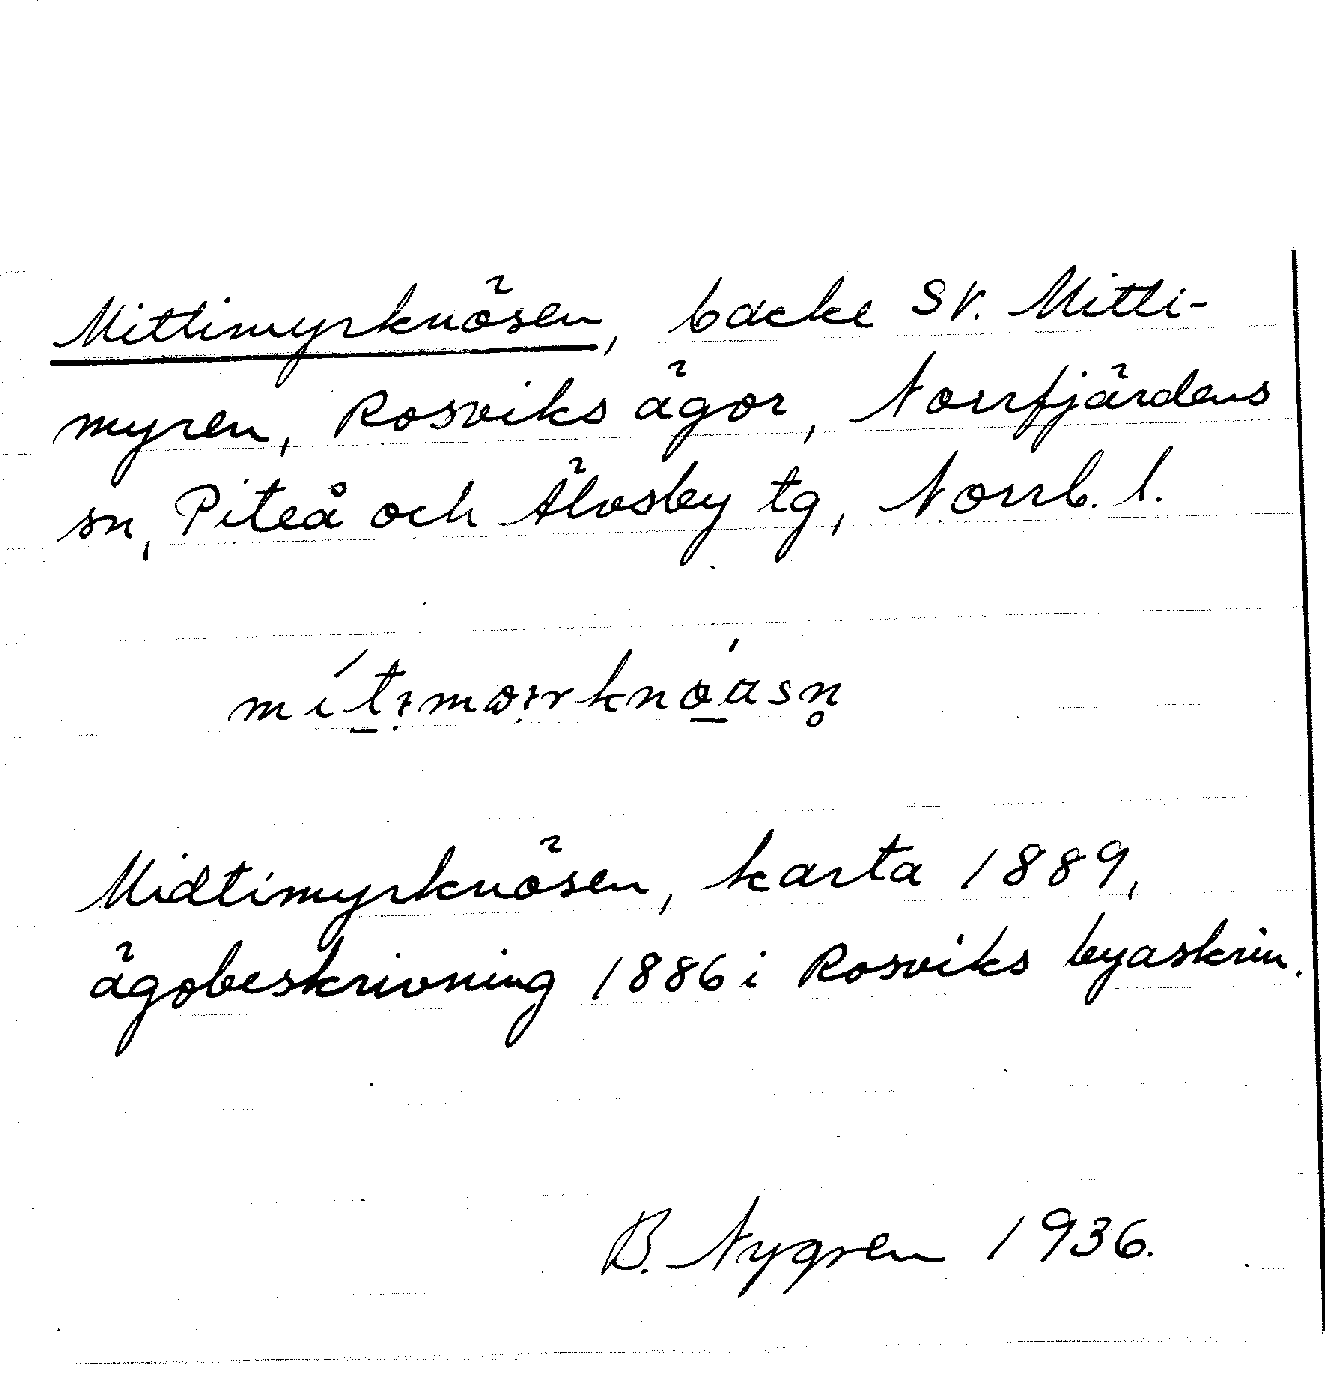 Mittimyrknösen, backe SV. Mitti-
myren, Rosviks ägor, Norrfjärdens
sn, Piteå och Älvsby tg, Norrb. l.
Midtimyrknösen, karta 1889,
ägobeskrivning 1886 i Rosviks byaskrin.
B. Nygren 1936.